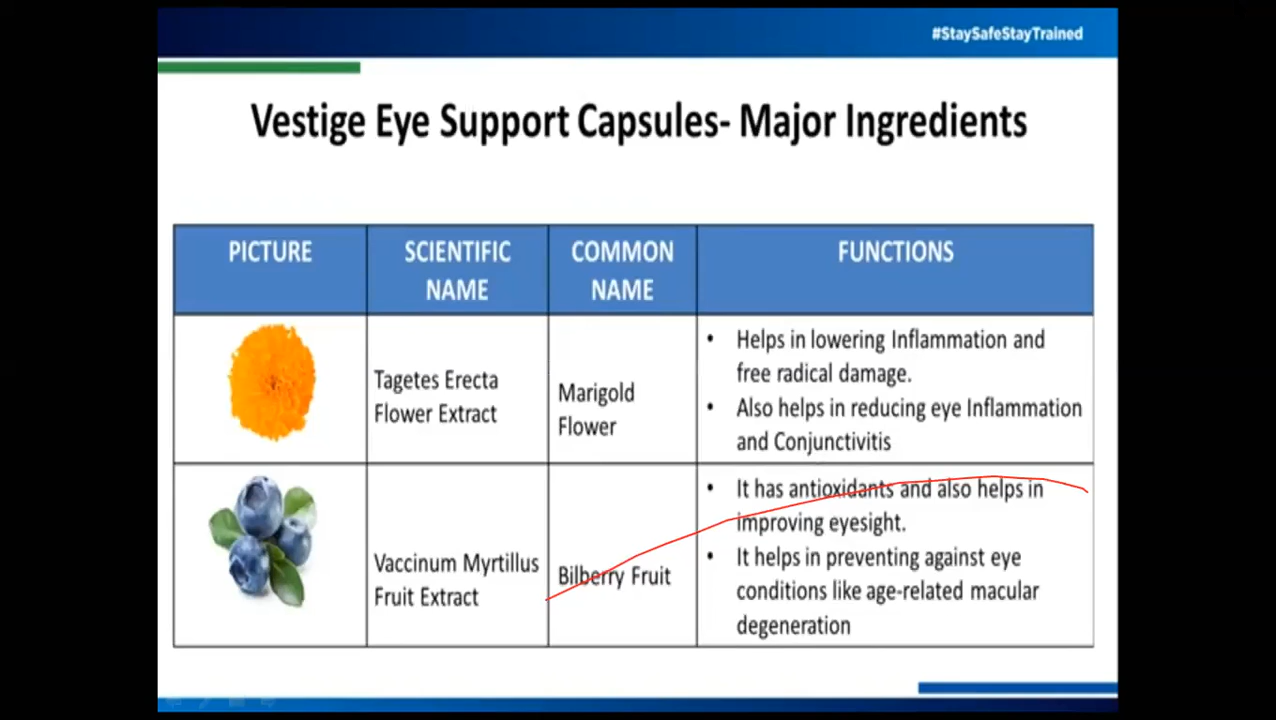 #StaySafeStayTrained
Vestige Eye Support Capsules- Major Ingredients
PICTURE
SCIENTIFIC
NAME
COMMON
NAME
FUNCTIONS
Tagetes Erecta
Flower Extract
Marigold
Flower
• Helps in lowering Inflammation and
free radical damage.
• Also helps in reducing eye Inflammation
and Conjunctivitis
Vaccinum Myrtillus
Fruit Extract
Bilberry Fruit
• It has antioxidants and also helps in
improving eyesight.
• It helps in preventing against eye
conditions like age-related macular
degeneration